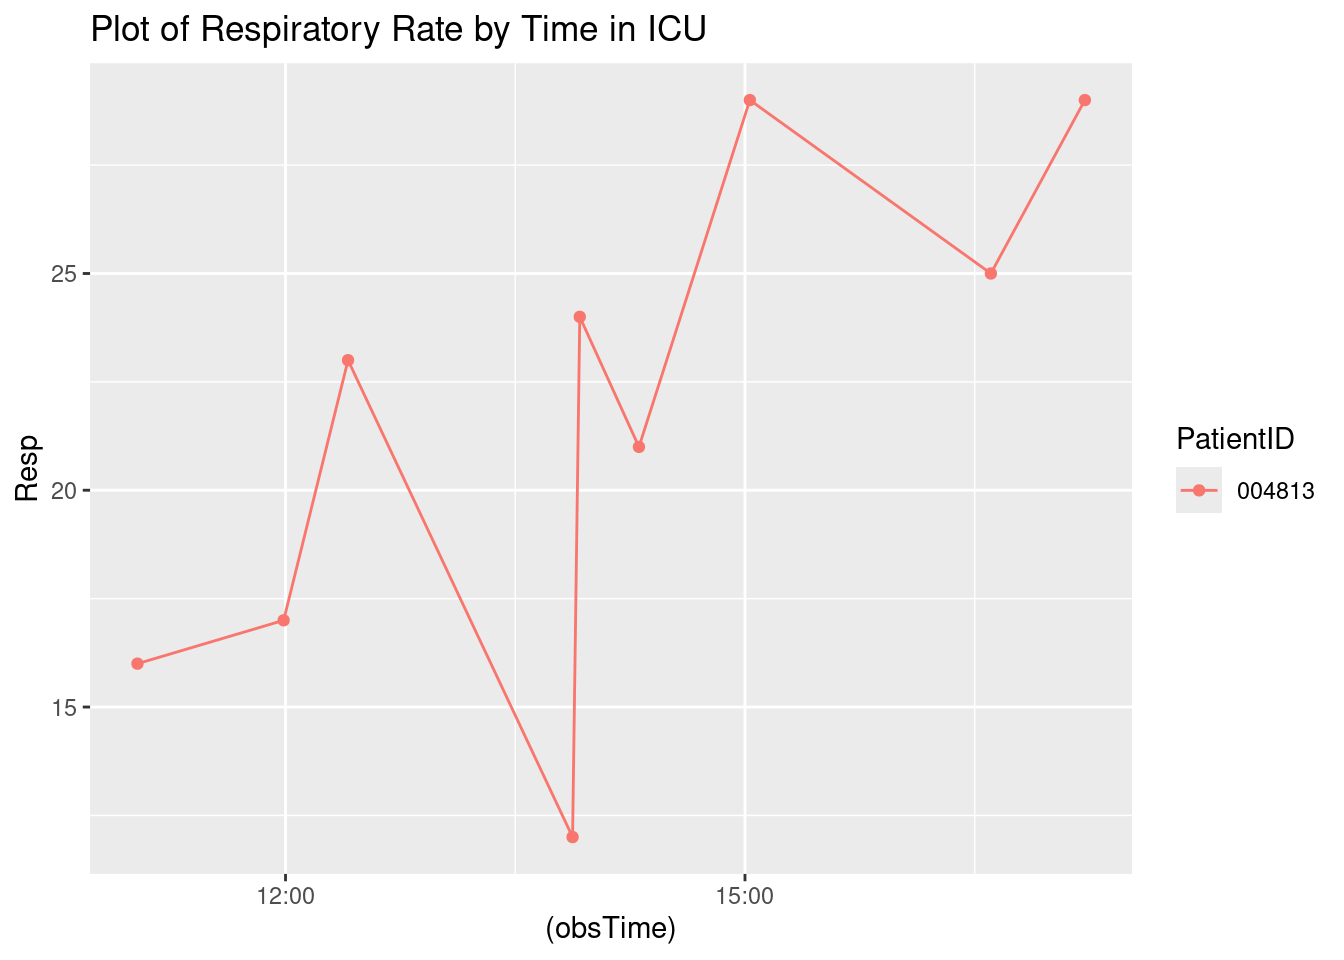 Plot of Respiratory Rate by Time in ICU
25
20
15
Resp
12:00
15:00
(obsTime)
PatientID
004813